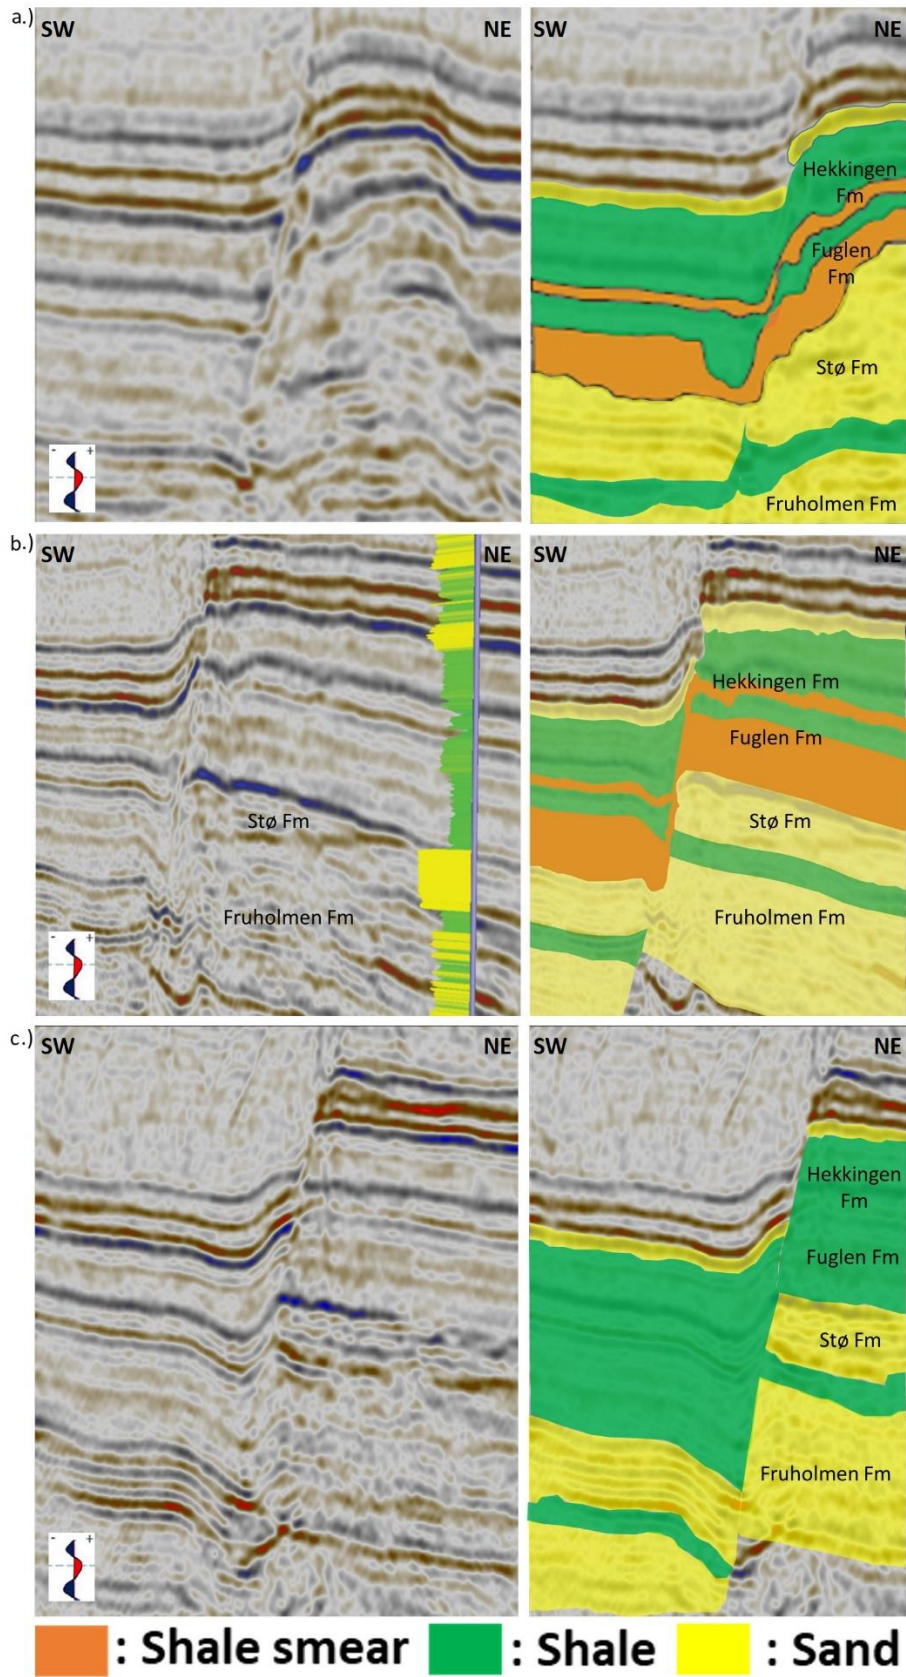 a.)
SW
NE
SW
NE
Hekkingen
Fm
Fuglen
Fm
Stø Fm
Fruholmen Fm
- +
b.)
SW
NE
SW
NE
Stø Fm
Fruholmen Fm
Hekkingen Fm
Fuglen Fm
Stø Fm
Fruholmen Fm
- +
c.)
SW
NE
SW
NE
Hekkingen
Fm
Fuglen Fm
Stø Fm
Fruholmen Fm
- +
: Shale smear : Shale : Sand